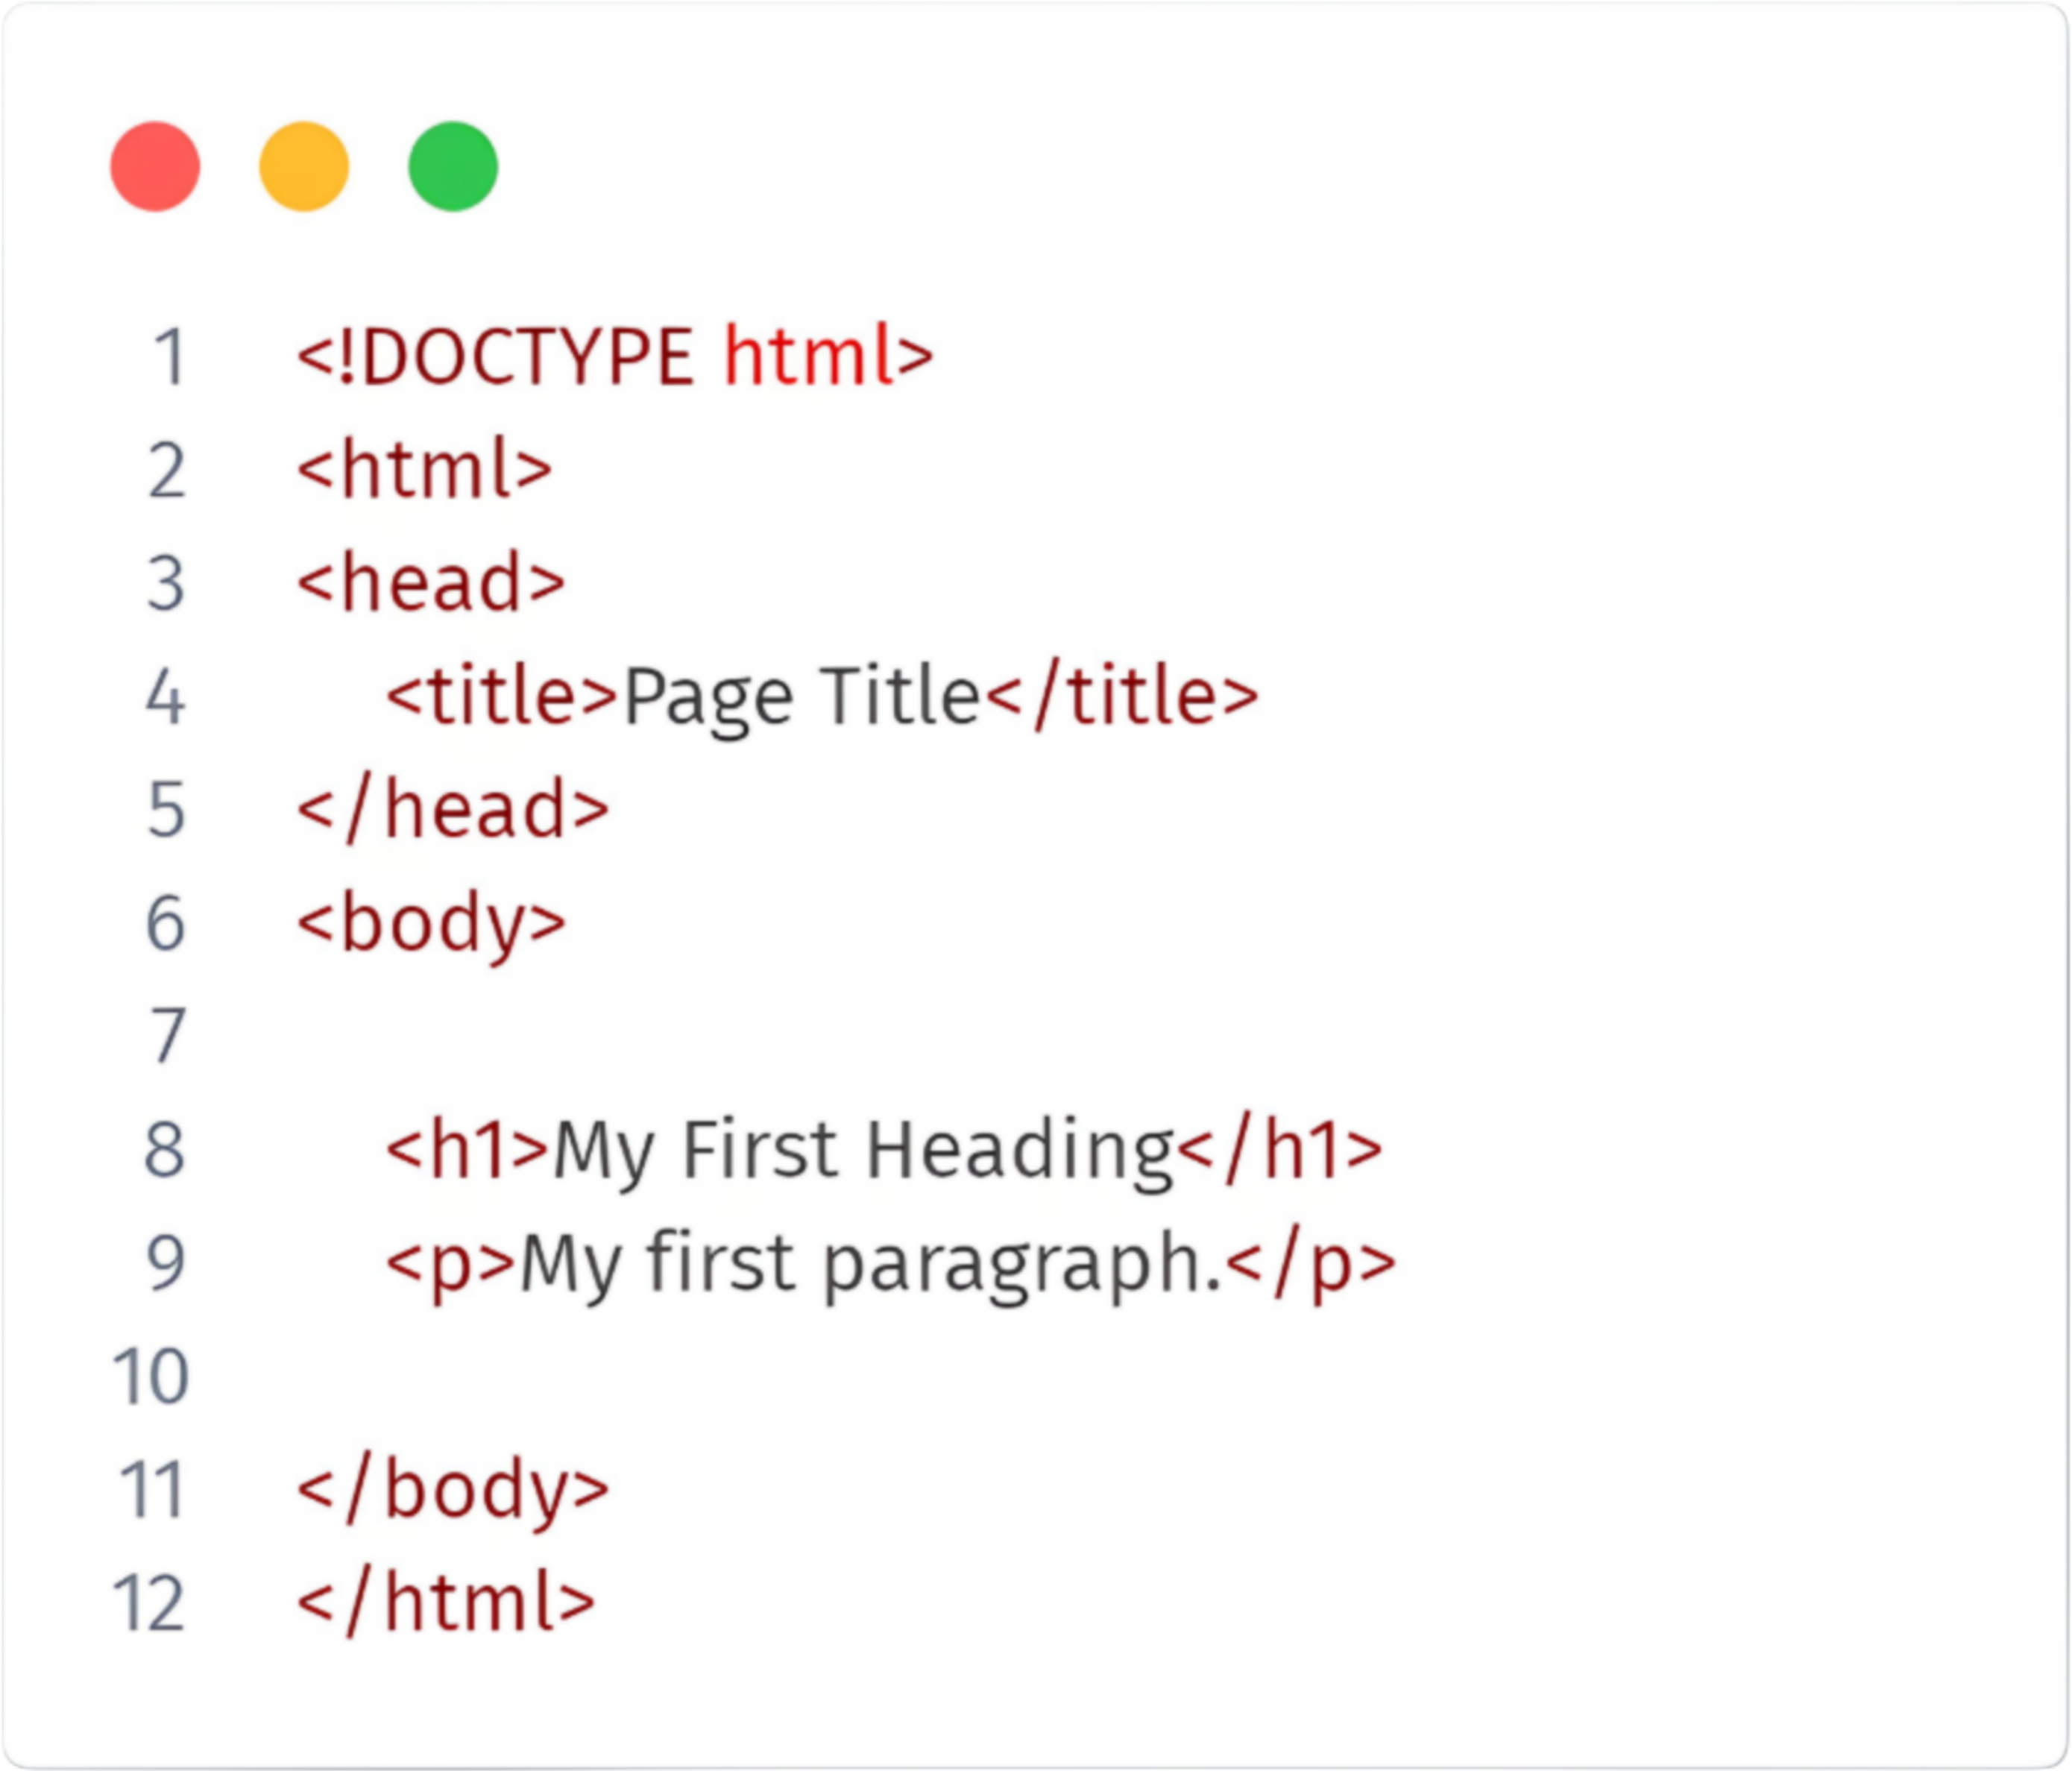 1 <!DOCTYPE html>
2 <html>
3 <head>
4   <title>Page Title</title>
5 </head>
6 <body>
7
8   <h1>My First Heading</h1>
9   <p>My first paragraph.</p>
10
11 </body>
12 </html>